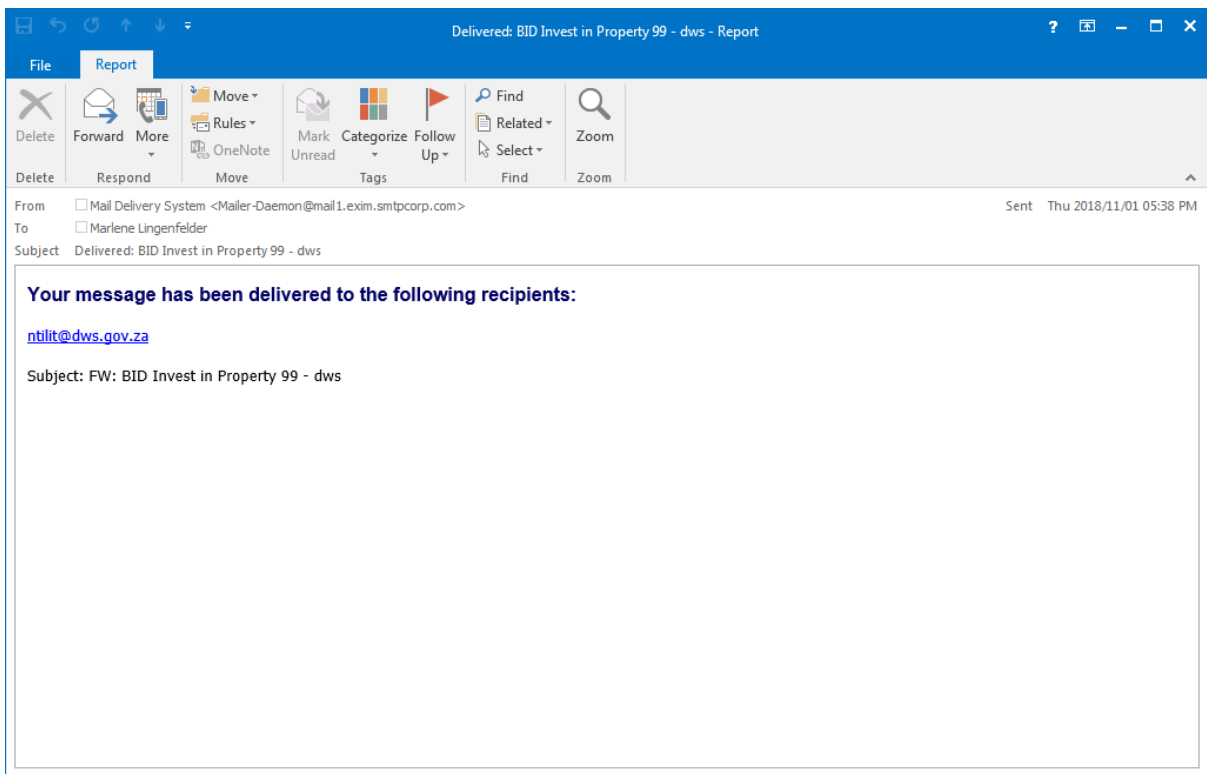 Delivered: BID Invest in Property 99 - dws - Report
File Report
Delete Forward More Move Rules OneNote Mark Unread Categorize Follow Up Find Related Select Zoom
Delete Respond Move Tags Find Zoom
From Mail Delivery System <Mailer-Daemon@mail1.exim.smtpcorp.com> Sent Thu 2018/11/01 05:38 PM
To Marlene Lingenfelder
Subject Delivered: BID Invest in Property 99 - dws
Your message has been delivered to the following recipients:
ntilit@dws.gov.za
Subject: FW: BID Invest in Property 99 - dws